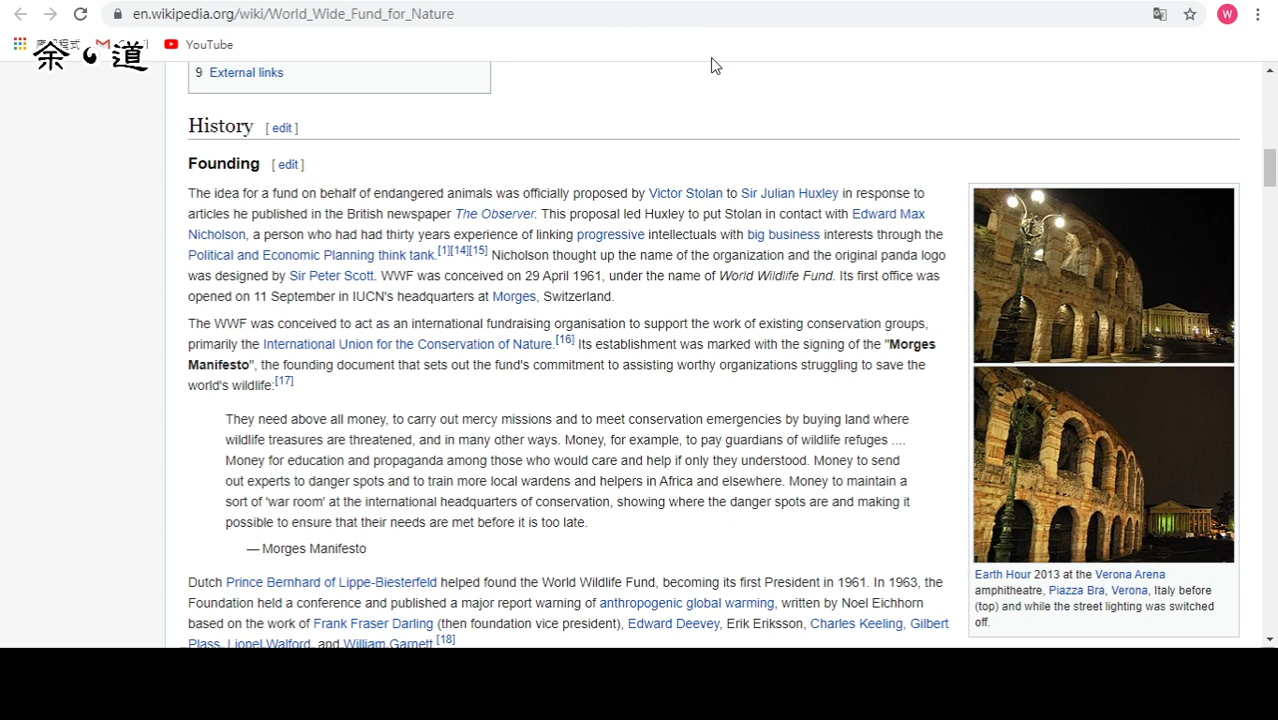 en.wikipedia.org/wiki/World_Wide_Fund_for_Nature
W
YouTube
余 道
9 External links
History [ edit ]
Founding [ edit ]
The idea for a fund on behalf of endangered animals was officially proposed by Victor Stolan to Sir Julian Huxley in response to
articles he published in the British newspaper The Observer. This proposal led Huxley to put Stolan in contact with Edward Max
Nicholson, a person who had had thirty years experience of linking progressive intellectuals with big business interests through the
Political and Economic Planning think tank.[1][14][15] Nicholson thought up the name of the organization and the original panda logo
was designed by Sir Peter Scott. WWF was conceived on 29 April 1961, under the name of World Wildlife Fund. Its first office was
opened on 11 September in IUCN's headquarters at Morges, Switzerland.
The WWF was conceived to act as an international fundraising organisation to support the work of existing conservation groups,
primarily the International Union for the Conservation of Nature.[16] Its establishment was marked with the signing of the "Morges
Manifesto", the founding document that sets out the fund's commitment to assisting worthy organizations struggling to save the
world's wildlife:[17]
They need above all money, to carry out mercy missions and to meet conservation emergencies by buying land where
wildlife treasures are threatened, and in many other ways. Money, for example, to pay guardians of wildlife refuges ....
Money for education and propaganda among those who would care and help if only they understood. Money to send
out experts to danger spots and to train more local wardens and helpers in Africa and elsewhere. Money to maintain a
sort of 'war room' at the international headquarters of conservation, showing where the danger spots are and making it
possible to ensure that their needs are met before it is too late.
— Morges Manifesto
Dutch Prince Bernhard of Lippe-Biesterfeld helped found the World Wildlife Fund, becoming its first President in 1961. In 1963, the
Foundation held a conference and published a major report warning of anthropogenic global warming, written by Noel Eichhorn
based on the work of Frank Fraser Darling (then foundation vice president), Edward Deevey, Erik Eriksson, Charles Keeling, Gilbert
Plass, Lionel Walford, and William Garnett.[18]
Earth Hour 2013 at the Verona Arena
amphitheatre, Piazza Bra, Verona, Italy before
(top) and while the street lighting was switched
off.